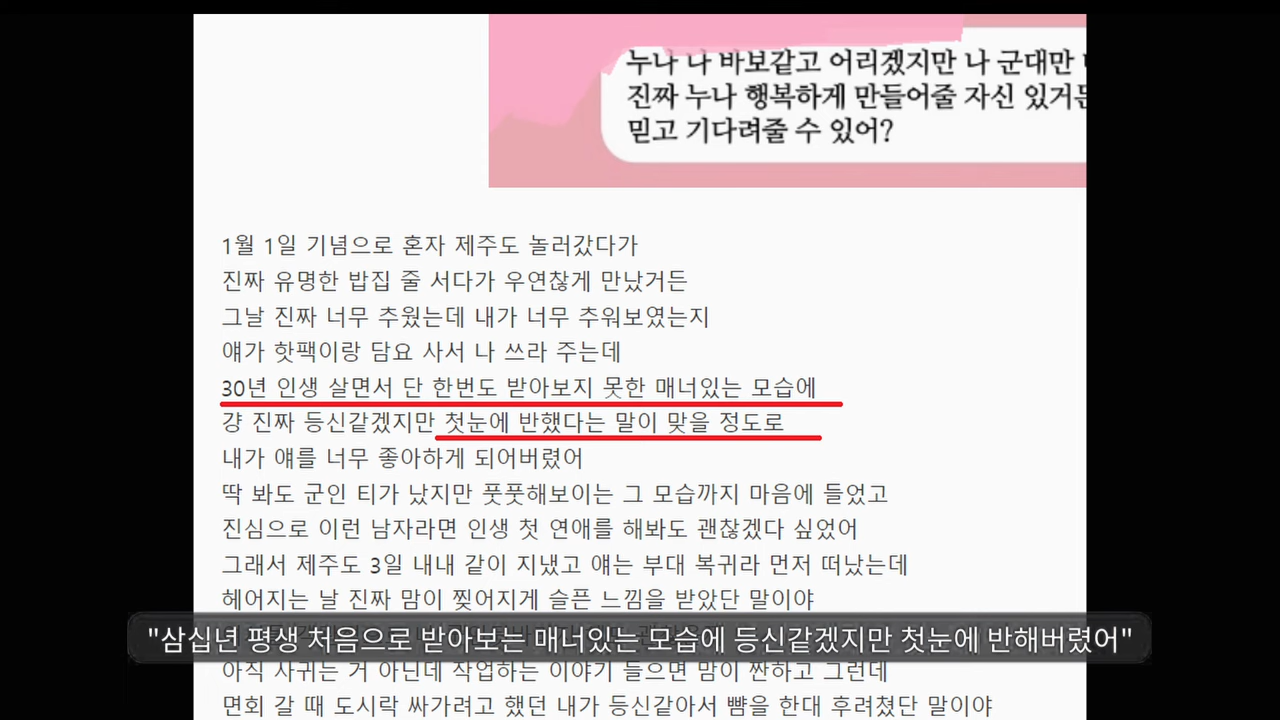 누나 나 바보같고 어리겠지만 나 군대만
진짜 누나 행복하게 만들어줄 자신 있거든
믿고 기다려줄 수 있어?
1월 1일 기념으로 혼자 제주도 놀러갔다가
진짜 유명한 밥집 줄 서다가 우연찮게 만났거든
그날 진짜 너무 추웠는데 내가 너무 추워보였는지
얘가 핫팩이랑 담요 사서 나 쓰라 주는데
30년 인생 살면서 단 한번도 받아보지 못한 매너있는 모습에
걍 진짜 등신같겠지만 첫눈에 반했다는 말이 맞을 정도로
내가 얘를 너무 좋아하게 되어버렸어
딱 봐도 군인 티가 났지만 풋풋해보이는 그 모습까지 마음에 들었고
진심으로 이런 남자라면 인생 첫 연애를 해봐도 괜찮겠다 싶었어
그래서 제주도 3일 내내 같이 지냈고 얘는 부대 복귀라 먼저 떠났는데
헤어지는 날 진짜 맘이 찢어지게 슬픈 느낌을 받았단 말이야
"삼십년 평생 처음으로 받아보는 매너있는 모습에 등신같겠지만 첫눈에 반해버렸어"
아직 사귀는 거 아닌데 작업하는 이야기 들으면 맘이 짠하고 그런데
면회 갈 때 도시락 싸가려고 했던 내가 등신같아서 뺨을 한대 후려쳤단 말이야